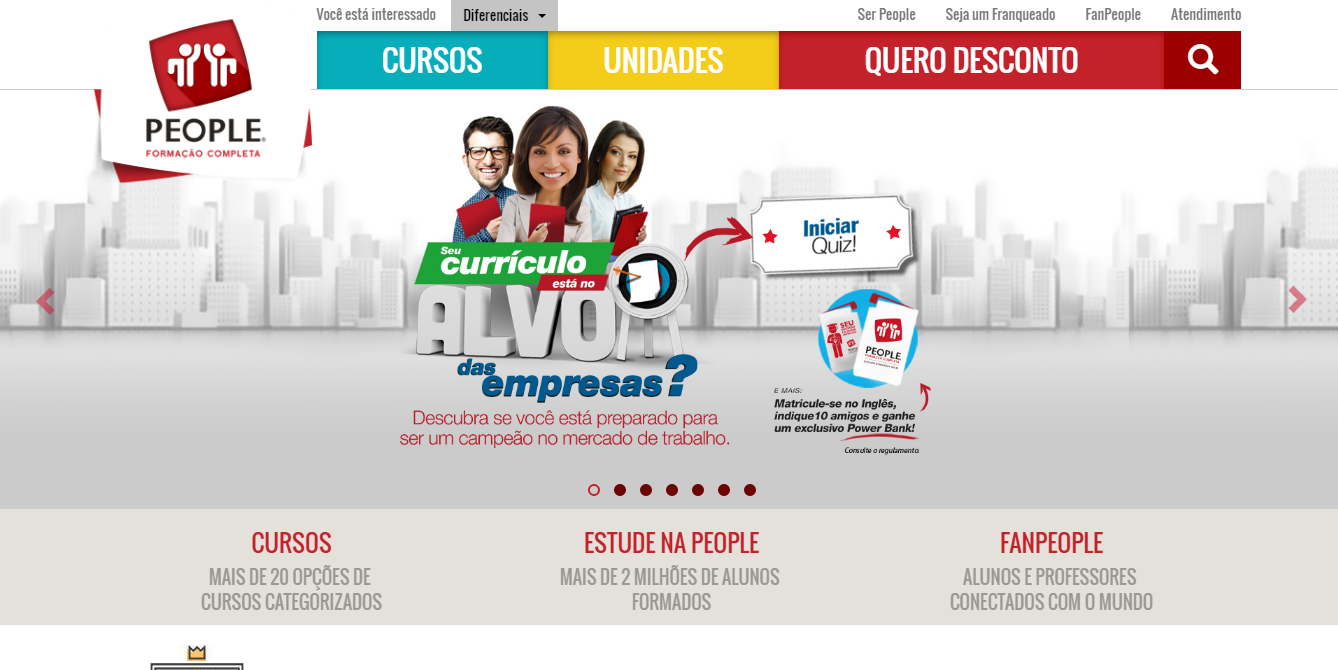 Você está interessado
Diferenciais
Ser People
Seja um Franqueado
FanPeople
Atendimento
CURSOS
UNIDADES
QUERO DESCONTO
PEOPLE
FORMAÇÃO COMPLETA
Seu
currículo
está no
ALVO
das
empresas?
Descubra se você está preparado para
ser um campeão no mercado de trabalho.
Iniciar
Quiz!
SEU
PEOPLE
E MAIS:
Matrícule-se no Inglês,
indique10 amigos e ganhe
um exclusivo Power Bank!
Consulte o regulamento.
CURSOS
MAIS DE 20 OPÇÕES DE
CURSOS CATEGORIZADOS
ESTUDE NA PEOPLE
MAIS DE 2 MILHÕES DE ALUNOS
FORMADOS
FANPEOPLE
ALUNOS E PROFESSORES
CONECTADOS COM O MUNDO